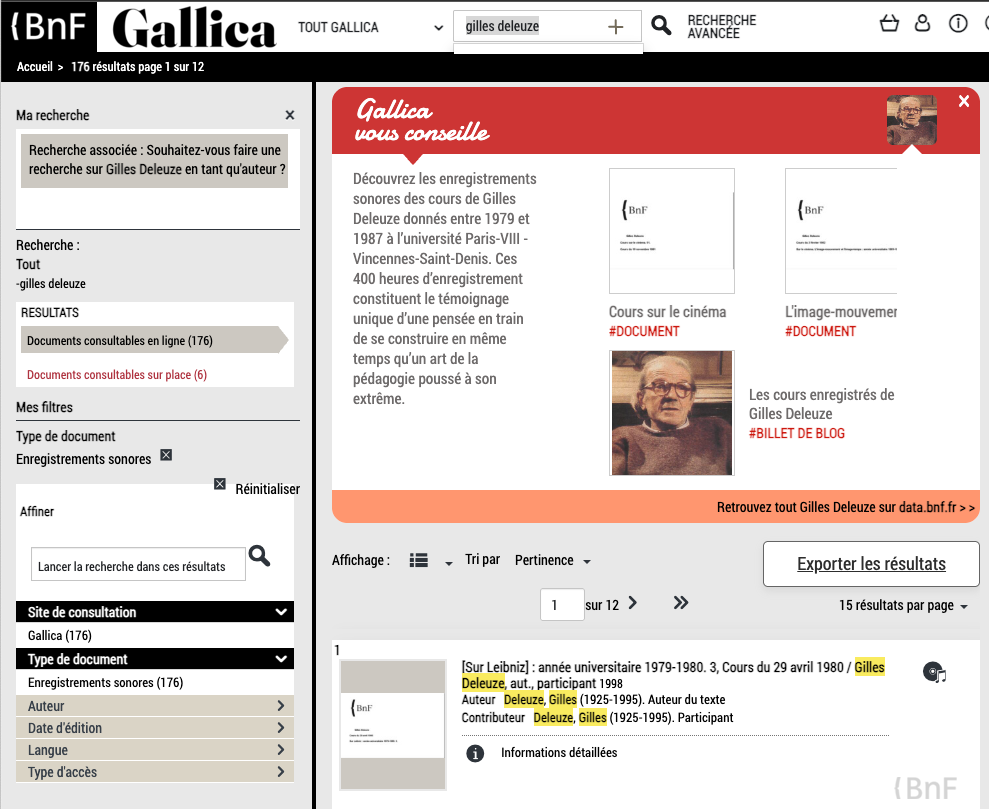 BnF
Gallica
TOUT GALLICA
gilles deleuze
RECHERCHE
AVANCÉE
Accueil > 176 résultats page 1 sur 12
Ma recherche
Recherche associée : Souhaitez-vous faire une
recherche sur Gilles Deleuze en tant qu'auteur ?
Recherche :
Tout
-gilles deleuze
RESULTATS
Documents consultables en ligne (176)
Documents consultables sur place (6)
Mes filtres
Type de document
Enregistrements sonores
Réinitialiser
Affiner
Lancer la recherche dans ces résultats
Site de consultation
Gallica (176)
Type de document
Enregistrements sonores (176)
Auteur
Date d'édition
Langue
Type d'accès
Gallica
vous conseille
Découvrez les enregistrements
sonores des cours de Gilles
Deleuze donnés entre 1979 et
1987 à l'université Paris-VIII -
Vincennes-Saint-Denis. Ces
400 heures d'enregistrement
constituent le témoignage
unique d'une pensée en train
de se construire en même
temps qu'un art de la
pédagogie poussé à son
extrême.
BnF
Cours sur le cinéma
#DOCUMENT
BnF
L'image-mouvemer
#DOCUMENT
Les cours enregistrés de
Gilles Deleuze
#BILLET DE BLOG
Retrouvez tout Gilles Deleuze sur data.bnf.fr > >
Affichage :
Tri par
Pertinence
Exporter les résultats
1
sur 12
15 résultats par page
1
BnF
[Sur Leibniz] : année universitaire 1979-1980. 3, Cours du 29 avril 1980 / Gilles
Deleuze, aut., participant 1998
Auteur Deleuze, Gilles (1925-1995). Auteur du texte
Contributeur Deleuze, Gilles (1925-1995). Participant
Informations détaillées
BnF